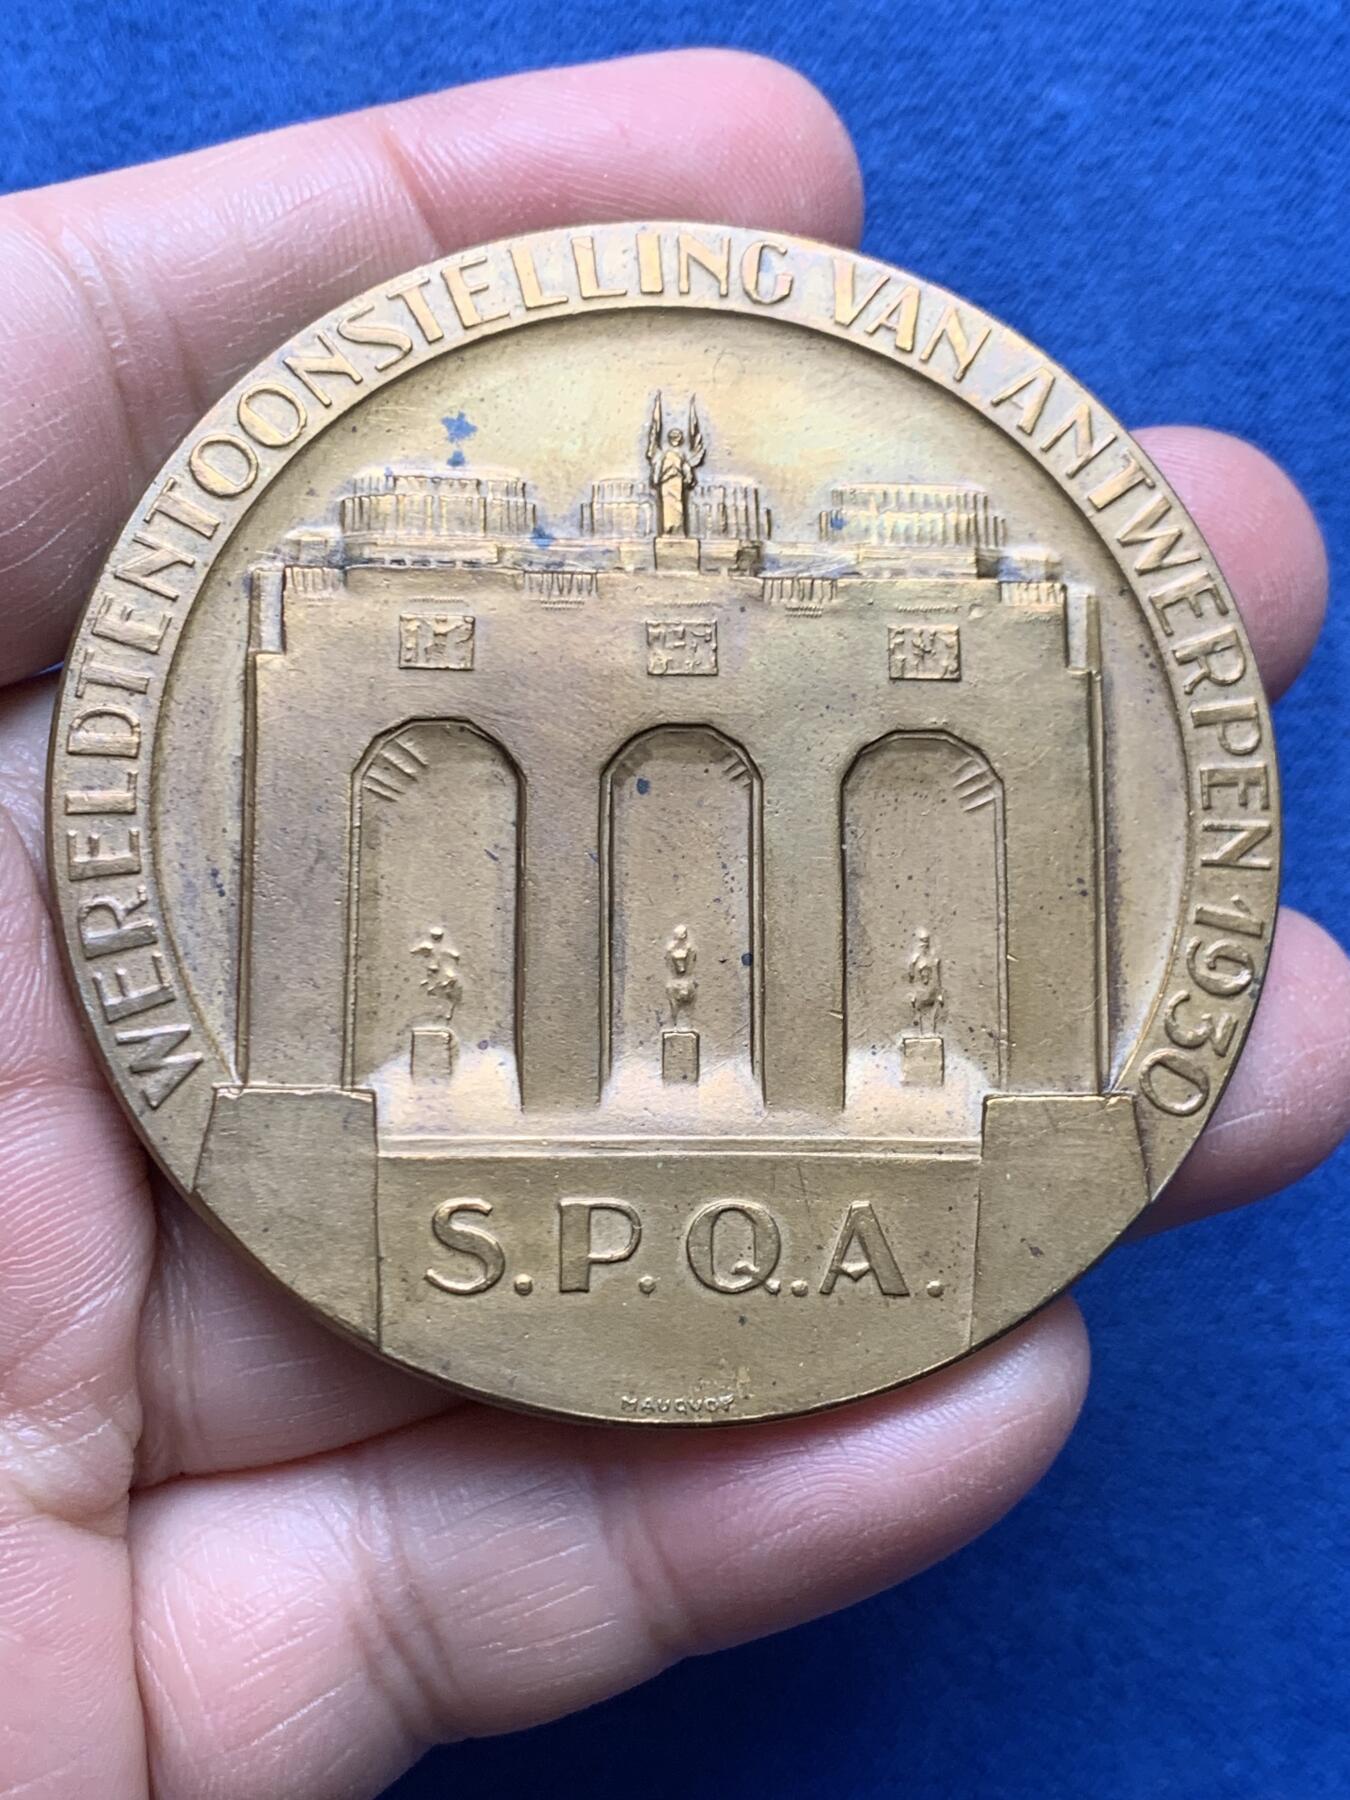 WERELDTENTOONSTELLING VAN ANTWERPEN 1930
S.P.Q.A.
MAUQUOY